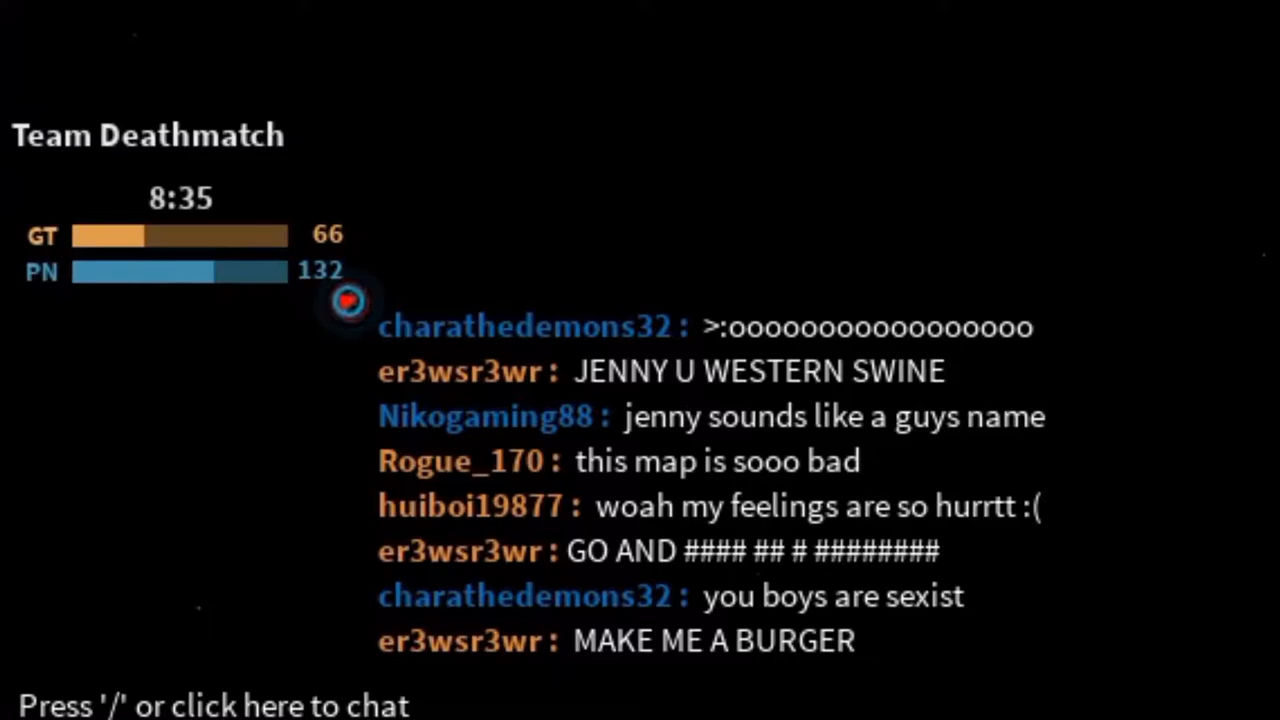 Team Deathmatch
8:35
GT 66
PN 132
charathedemons32 : >:ooooooooooooooooo
er3wsr3wr : JENNY U WESTERN SWINE
Nikogaming88 : jenny sounds like a guys name
Rogue_170 : this map is sooo bad
huiboi19877 : woah my feelings are so hurrtt :(
er3wsr3wr : GO AND #### ## # ########
charathedemons32 : you boys are sexist
er3wsr3wr : MAKE ME A BURGER
Press '/' or click here to chat